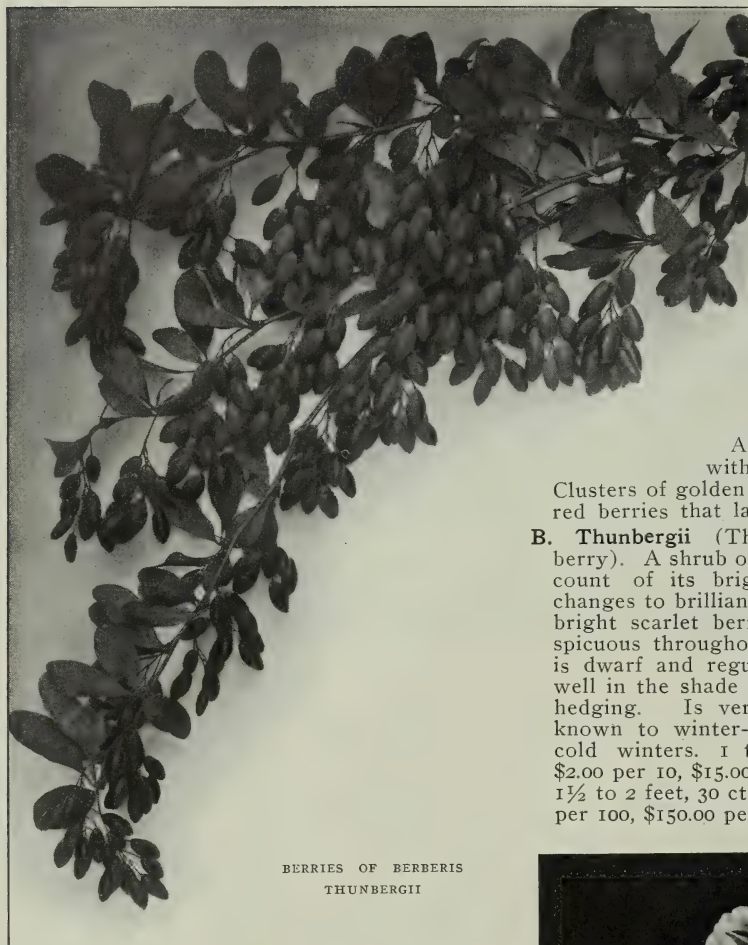 A
with
Clusters of golden
red berries that la
B. Thunbergii (Th
berry). A shrub o
count of its brig
changes to brillian
bright scarlet berr
spicuous througho
is dwarf and regu
well in the shade
hedging. Is ver
known to winter-
cold winters. 1 t
$2.00 per 10, $15.00
1½ to 2 feet, 30 ct
per 100, $150.00 pe
BERRIES OF BERBERIS
THUNBERGII